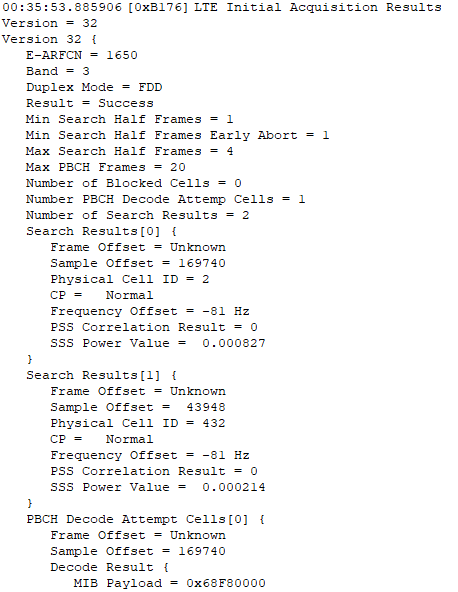 00:35:53.885906 [0xB176] LTE Initial Acquisition Results
Version = 32
Version 32 {
E-ARFCN = 1650
Band = 3
Duplex Mode = FDD
Result = Success
Min Search Half Frames = 1
Min Search Half Frames Early Abort = 1
Max Search Half Frames = 4
Max PBCH Frames = 20
Number of Blocked Cells = 0
Number PBCH Decode Attemp Cells = 1
Number of Search Results = 2
Search Results[0] {
Frame Offset = Unknown
Sample Offset = 169740
Physical Cell ID = 2
CP =   Normal
Frequency Offset = -81 Hz
PSS Correlation Result = 0
SSS Power Value =  0.000827
}
Search Results[1] {
Frame Offset = Unknown
Sample Offset =  43948
Physical Cell ID = 432
CP =   Normal
Frequency Offset = -81 Hz
PSS Correlation Result = 0
SSS Power Value =  0.000214
}
PBCH Decode Attempt Cells[0] {
Frame Offset = Unknown
Sample Offset = 169740
Decode Result {
MIB Payload = 0x68F80000